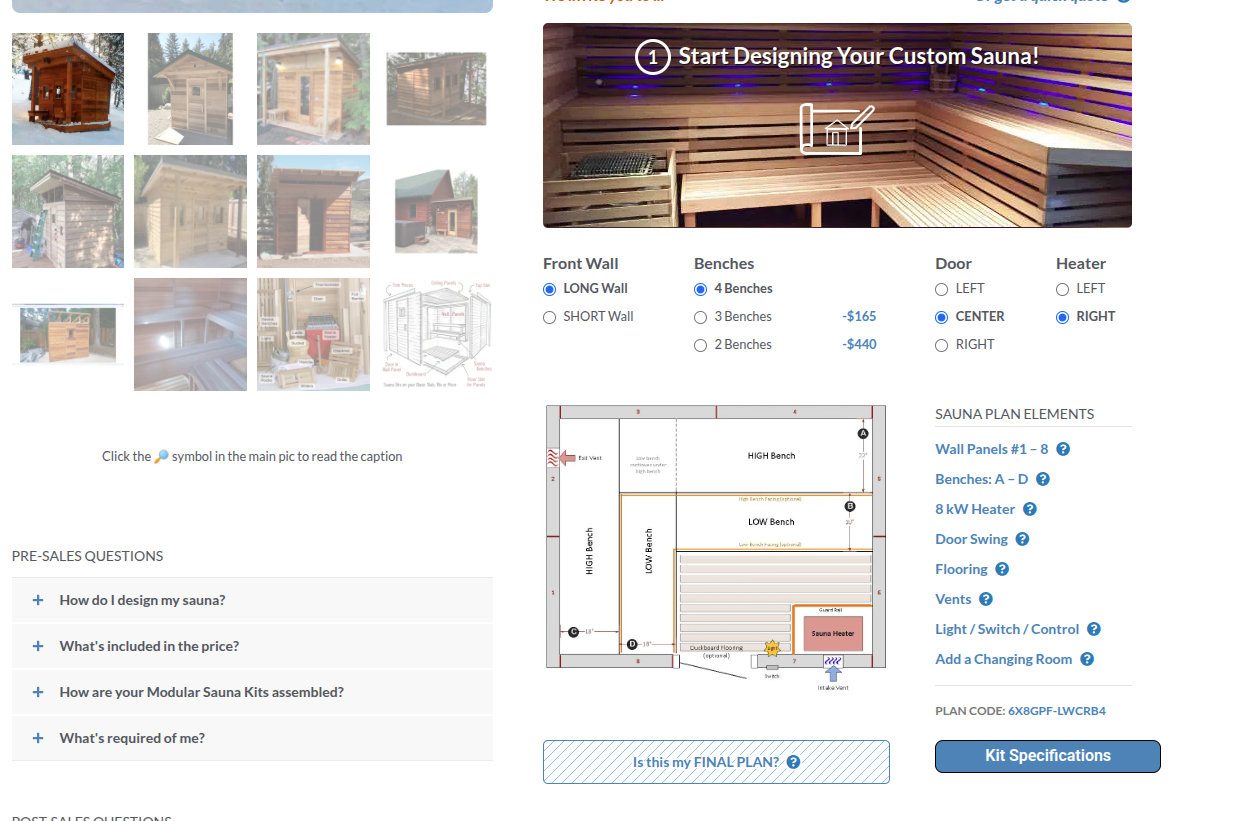 1 Start Designing Your Custom Sauna!
Front Wall
LONG Wall
SHORT Wall
Benches
4 Benches
3 Benches -$165
2 Benches -$440
Door
LEFT
CENTER
RIGHT
Heater
LEFT
RIGHT
Click the 🔎 symbol in the main pic to read the caption
PRE-SALES QUESTIONS
+ How do I design my sauna?
+ What's included in the price?
+ How are your Modular Sauna Kits assembled?
+ What's required of me?
3
4
A
Exit Vent
low bench
continues under
high bench
HIGH Bench
2
5
High Bench Facing (optional)
B
LOW Bench
Low Bench Facing (optional)
HIGH Bench
LOW Bench
1
6
Guard Rail
Sauna Heater
C
18"
D
18"
Duckboard Flooring
(optional)
Light
8
7
Switch
Intake Vent
SAUNA PLAN ELEMENTS
Wall Panels #1 – 8 ?
Benches: A – D ?
8 kW Heater ?
Door Swing ?
Flooring ?
Vents ?
Light / Switch / Control ?
Add a Changing Room ?
PLAN CODE: 6X8GPF-LWCRB4
Is this my FINAL PLAN? ?
Kit Specifications